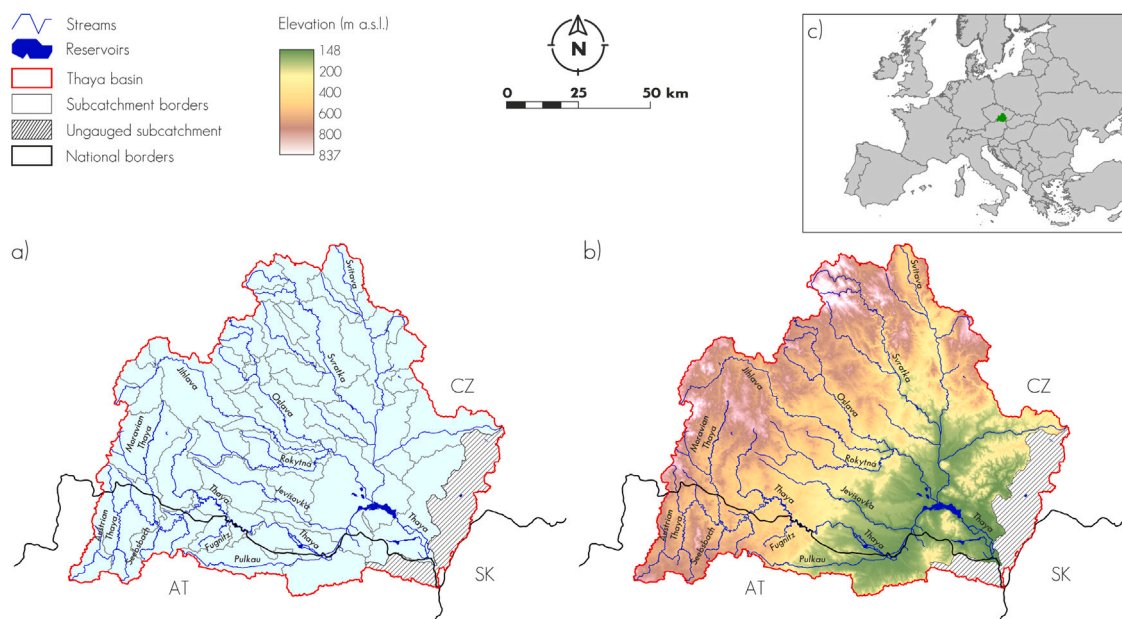 Streams
Reservoirs
Thaya basin
Subcatchment borders
Ungauged subcatchment
National borders
Elevation (m a.s.l.)
148
200
400
600
800
837
N
0 25 50 km
c)
a)
Svitava
Svratka
Jihlava
Oslava
CZ
Moravian
Thaya
Rokytná
Jevišovka
Thaya
Thaya
Thaya
Austrian
Thaya
Seebsbach
Fugnitz
Pulkau
AT
SK
b)
Svitava
Svratka
Jihlava
Oslava
CZ
Moravian
Thaya
Rokytná
Jevišovka
Thaya
Thaya
Thaya
Austrian
Thaya
Seebsbach
Fugnitz
Pulkau
AT
SK